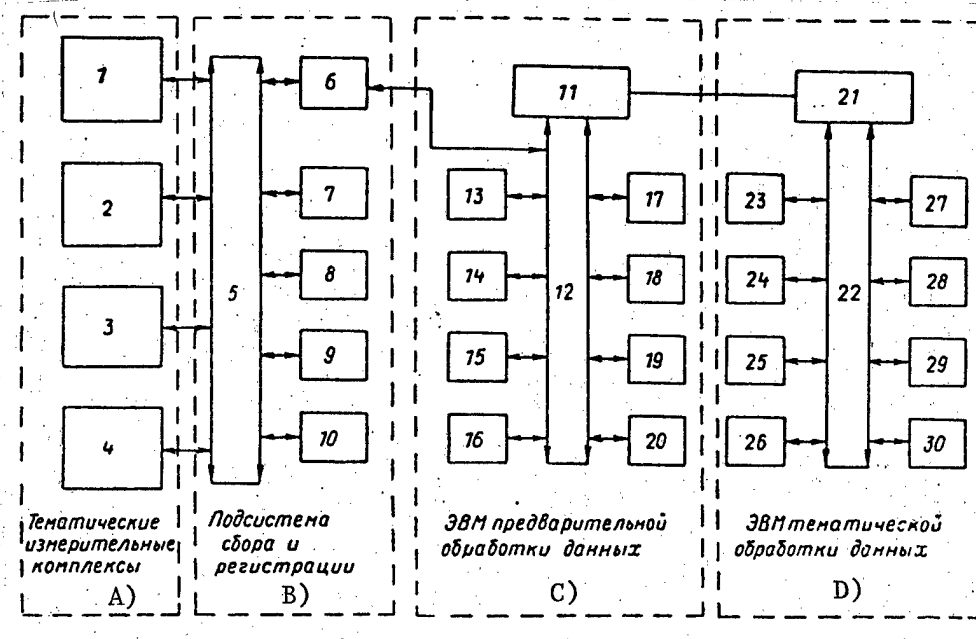 1
2
3
4
5
6
7
8
9
10
11
12
13
14
15
16
17
18
19
20
21
22
23
24
25
26
27
28
29
30
Тематические
измерительные
комплексы
А)
Подсистема
сбора и
регистрации
В)
ЭВМ предварительной
обработки данных
С)
ЭВМ тематической
обработки данных
D)